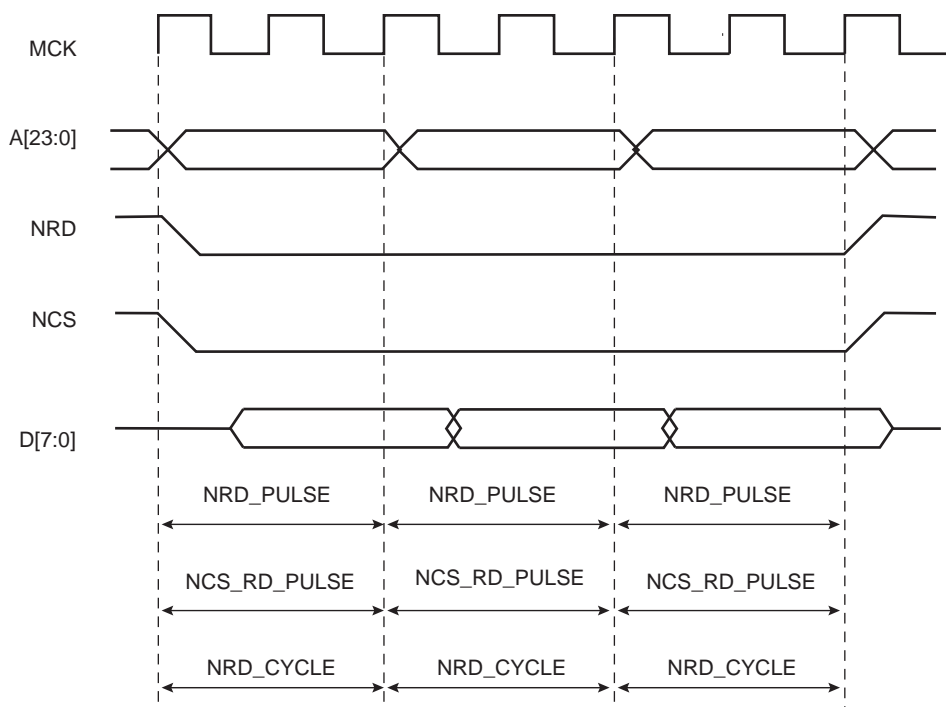 MCK
A[23:0]
NRD
NCS
D[7:0]
NRD_PULSE NRD_PULSE NRD_PULSE
NCS_RD_PULSE NCS_RD_PULSE NCS_RD_PULSE
NRD_CYCLE NRD_CYCLE NRD_CYCLE